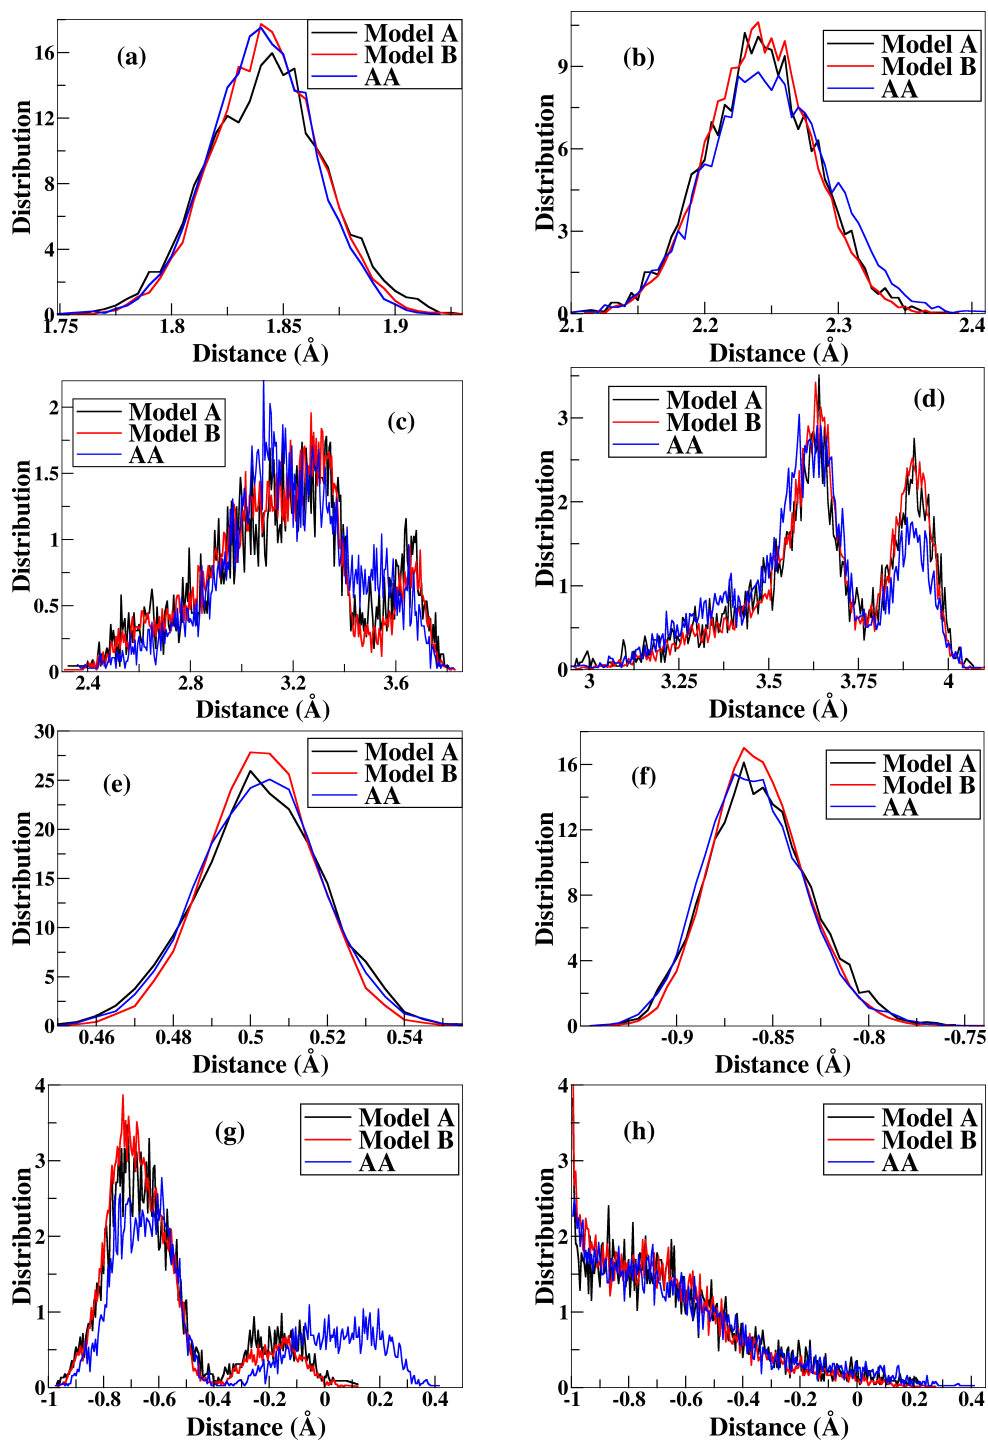 (a)
Model A
Model B
AA
Distribution
16
12
8
4
0
1.75 1.8 1.85 1.9
Distance (Å)
(b)
Model A
Model B
AA
Distribution
9
6
3
0
2.1 2.2 2.3 2.4
Distance (Å)
(c)
Model A
Model B
AA
Distribution
2
1.5
1
0.5
0
2.4 2.8 3.2 3.6
Distance (Å)
(d)
Model A
Model B
AA
Distribution
3
2
1
0
3 3.25 3.5 3.75 4
Distance (Å)
(e)
Model A
Model B
AA
Distribution
30
25
20
15
10
5
0
0.46 0.48 0.5 0.52 0.54
Distance (Å)
(f)
Model A
Model B
AA
Distribution
16
12
8
4
0
-0.9 -0.85 -0.8 -0.75
Distance (Å)
(g)
Model A
Model B
AA
Distribution
4
3
2
1
0
-1 -0.8 -0.6 -0.4 -0.2 0 0.2 0.4
Distance (Å)
(h)
Model A
Model B
AA
Distribution
4
3
2
1
0
-1 -0.8 -0.6 -0.4 -0.2 0 0.2 0.4
Distance (Å)